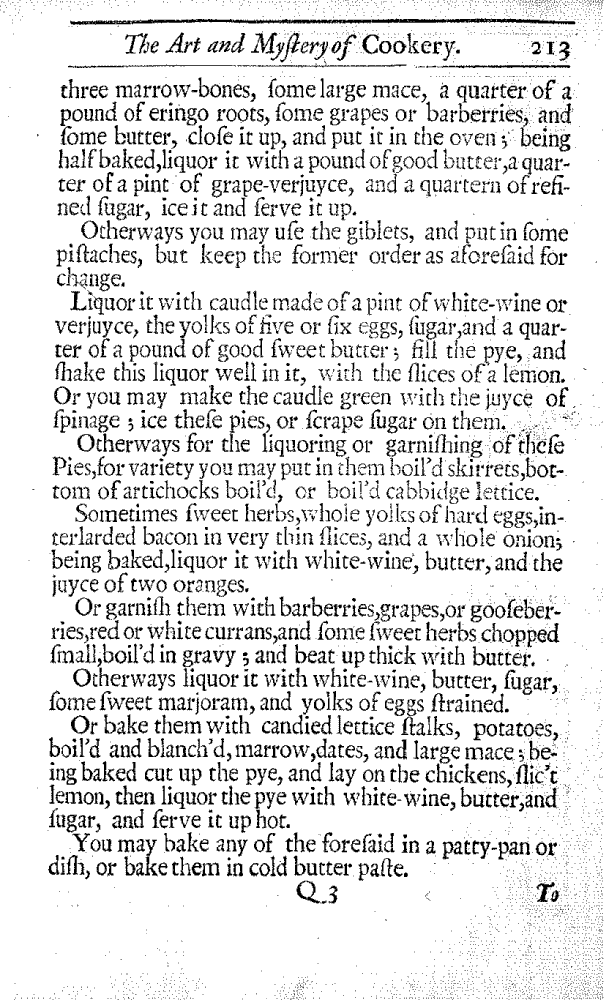 The Art and Myſtery of Cookery. 213
three marrow-bones, ſome large mace, a quarter of a
pound of eringo roots, ſome grapes or barberries, and
ſome butter, cloſe it up, and put it in the oven; being
half baked,liquor it with a pound of good butter,a quar-
ter of a pint of grape-verjuyce, and a quartern of refi-
ned ſugar, ice it and ſerve it up.
Otherways you may uſe the giblets, and put in ſome
piſtaches, but keep the former order as aforeſaid for
change.
Liquor it with caudle made of a pint of white-wine or
verjuyce, the yolks of five or ſix eggs, ſugar,and a quar-
ter of a pound of good ſweet butter; fill the pye, and
ſhake this liquor well in it, with the ſlices of a lemon.
Or you may make the caudle green with the juyce of
ſpinage; ice theſe pies, or ſcrape ſugar on them.
Otherways for the liquoring or garniſhing of theſe
Pies,for variety you may put in them boil'd skirrets,bot-
tom of artichocks boil'd, or boil'd cabbidge lettice.
Sometimes ſweet herbs,whole yolks of hard eggs,in-
terlarded bacon in very thin ſlices, and a whole onion;
being baked,liquor it with white-wine, butter, and the
juyce of two oranges.
Or garniſh them with barberries,grapes,or gooſeber-
ries,red or white currans,and ſome ſweet herbs chopped
ſmall,boil'd in gravy; and beat up thick with butter.
Otherways liquor it with white-wine, butter, ſugar,
ſome ſweet marjoram, and yolks of eggs ſtrained.
Or bake them with candied lettice ſtalks, potatoes,
boil'd and blanch'd, marrow,dates, and large mace; be-
ing baked cut up the pye, and lay on the chickens, ſlic't
lemon, then liquor the pye with white-wine, butter,and
ſugar, and ſerve it up hot.
You may bake any of the foreſaid in a patty-pan or
diſh, or bake them in cold butter paſte.
Q 3 To